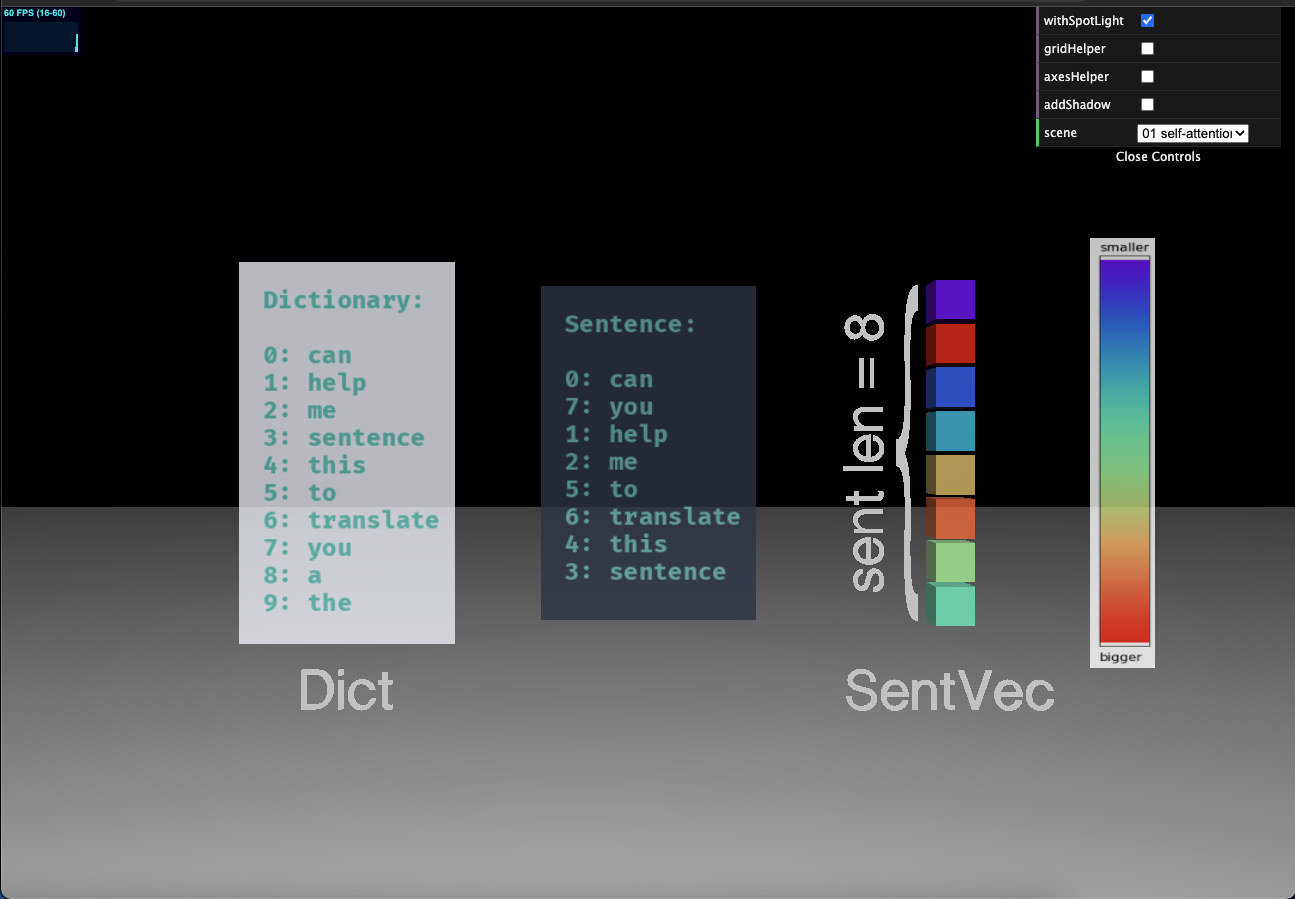 60 FPS (16-60)
withSpotLight
gridHelper
axesHelper
addShadow
scene 01 self-attention
Close Controls
Dictionary:
0: can
1: help
2: me
3: sentence
4: this
5: to
6: translate
7: you
8: a
9: the
Dict
Sentence:
0: can
7: you
1: help
2: me
5: to
6: translate
4: this
3: sentence
sent len = 8
SentVec
smaller
bigger